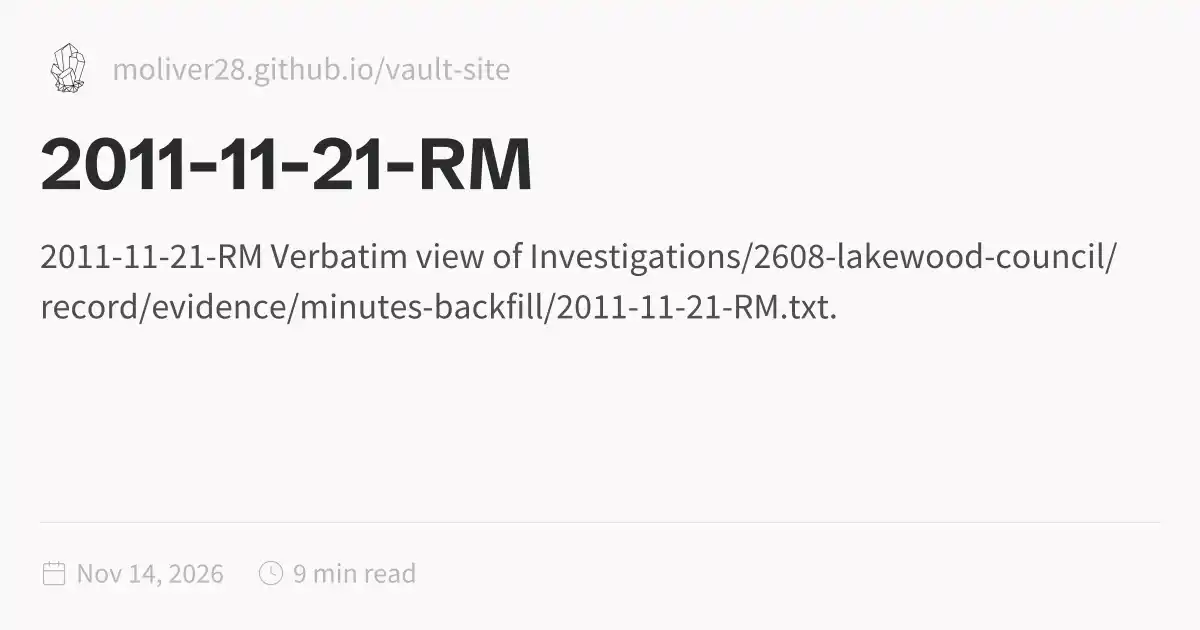 moliver28.github.io/vault-site
2011-11-21-RM
2011-11-21-RM Verbatim view of Investigations/2608-lakewood-council/
record/evidence/minutes-backfill/2011-11-21-RM.txt.
Nov 14, 2026 9 min read